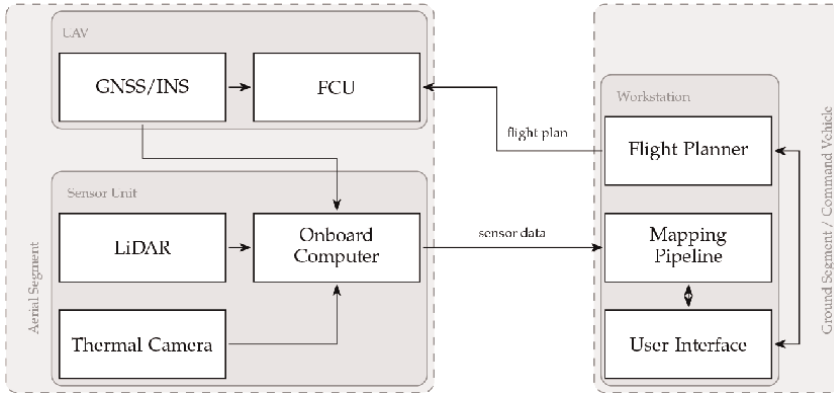 UAV
GNSS/INS
FCU
flight plan
Workstation
Flight Planner
Sensor Unit
LiDAR
Onboard
Computer
sensor data
Mapping
Pipeline
Thermal Camera
User Interface
Aerial Segment
Ground Segment / Command Vehicle